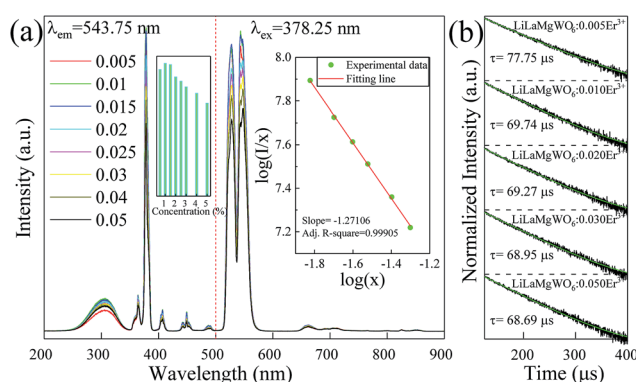 (a)
λem=543.75 nm
λex=378.25 nm
0.005
0.01
0.015
0.02
0.025
0.03
0.04
0.05
1 2 3 4 5
Concentration (%
Experimental data
Fitting line
8.0
7.8
7.6
7.4
7.2
log(I/x)
Slope= -1.27106
Adj. R-square=0.99905
-1.8 -1.6 -1.4 -1.2
log(x)
Intensity (a.u.)
200 300 400 500 600 700 800 900
Wavelength (nm)
(b)
LiLaMgWO₆:0.005Er³⁺
τ= 77.75 μs
LiLaMgWO₆:0.010Er³⁺
τ= 69.74 μs
LiLaMgWO₆:0.020Er³⁺
τ= 69.27 μs
LiLaMgWO₆:0.030Er³⁺
τ= 68.95 μs
LiLaMgWO₆:0.050Er³⁺
τ= 68.69 μs
Normalized Intensity (a.u.)
200 300 400
Time (μs)